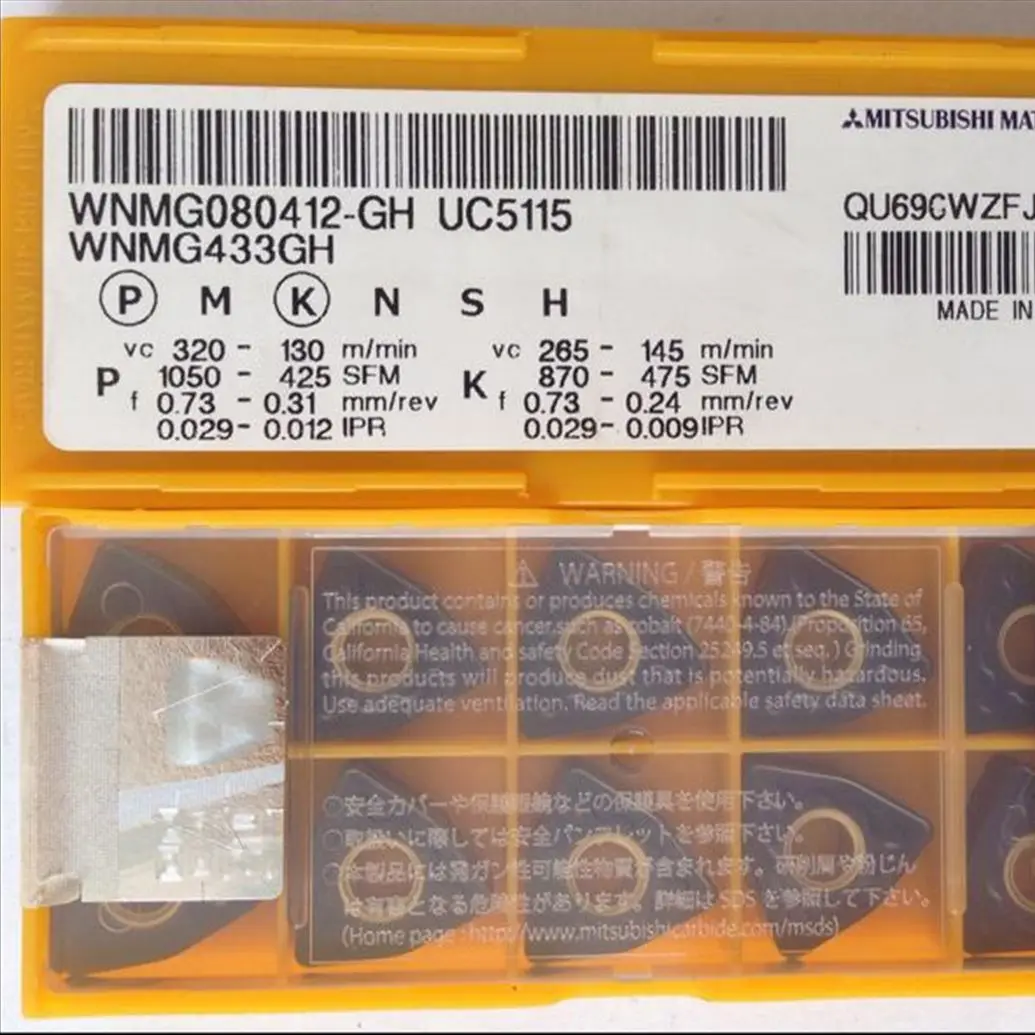 MITSUBISHI MAT
WNMG080412-GH UC5115
WNMG433GH
QU69CWZFJ
MADE IN
P M K N S H
P
vc 320 - 130 m/min
1050 - 425 SFM
f 0.73 - 0.31 mm/rev
0.029 - 0.012 IPR
K
vc 265 - 145 m/min
870 - 475 SFM
f 0.73 - 0.24 mm/rev
0.029 - 0.009 IPR
⚠ WARNING / 警告
This product contains or produces chemicals known to the State of
California to cause cancer,such as cobalt (7440-4-84)(Proposition 65,
California Health and safety Code Section 25249.5 et seq.) Grinding
this products will produce dust that is potentially hazardous.
Use adequate ventilation. Read the applicable safety data sheet.
○安全カバーや保護眼鏡などの保護具を使用下さい。
○取扱いに際しては安全パンフレットを参照下さい。
○本製品には発ガン性可能性物質が含まれます。研削屑や粉じん
は有害となる危険性があります。詳細はSDSを参照して下さい。
(Home page : http://www.mitsubishicarbide.com/msds)